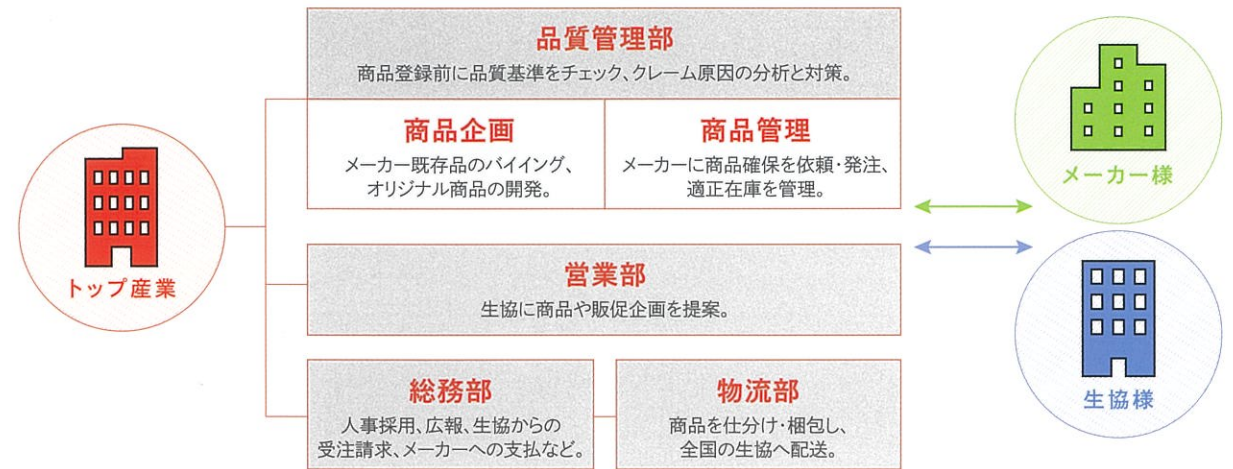 品質管理部
商品登録前に品質基準をチェック、クレーム原因の分析と対策。
商品企画
メーカー既存品のバイイング、
オリジナル商品の開発。
商品管理
メーカーに商品確保を依頼・発注、
適正在庫を管理。
メーカー様
トップ産業
営業部
生協に商品や販促企画を提案。
生協様
総務部
人事採用、広報、生協からの
受注請求、メーカーへの支払など。
物流部
商品を仕分け・梱包し、
全国の生協へ配送。